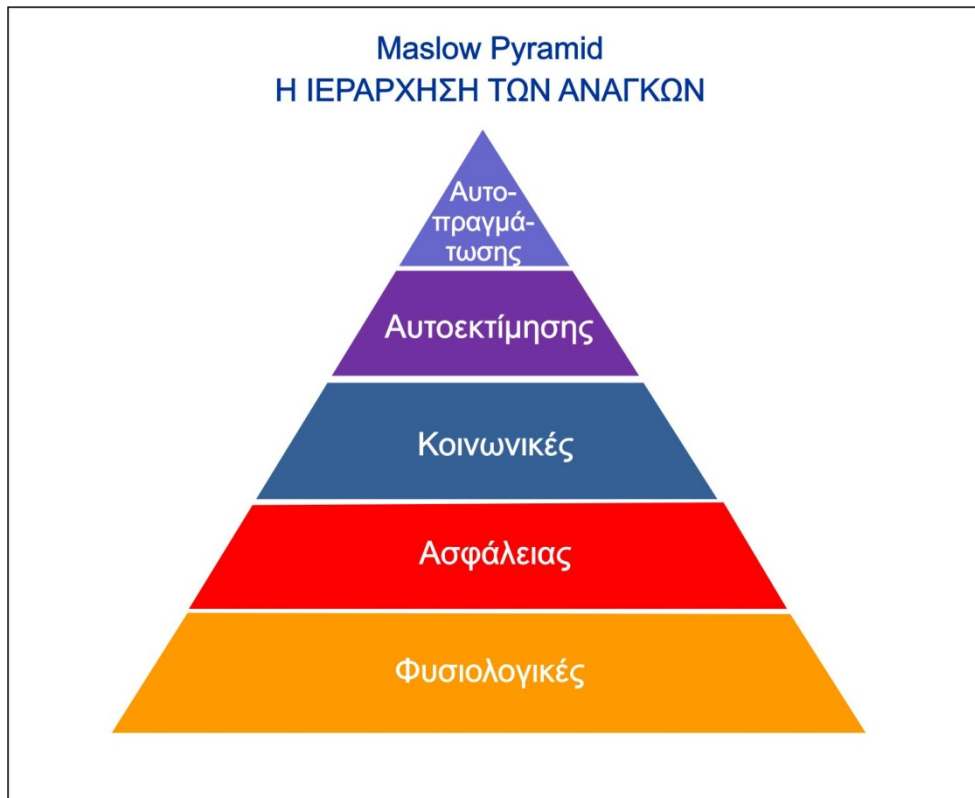 Maslow Pyramid
Η ΙΕΡΑΡΧΗΣΗ ΤΩΝ ΑΝΑΓΚΩΝ
Αυτο-
πραγμά-
τωσης
Αυτοεκτίμησης
Κοινωνικές
Ασφάλειας
Φυσιολογικές